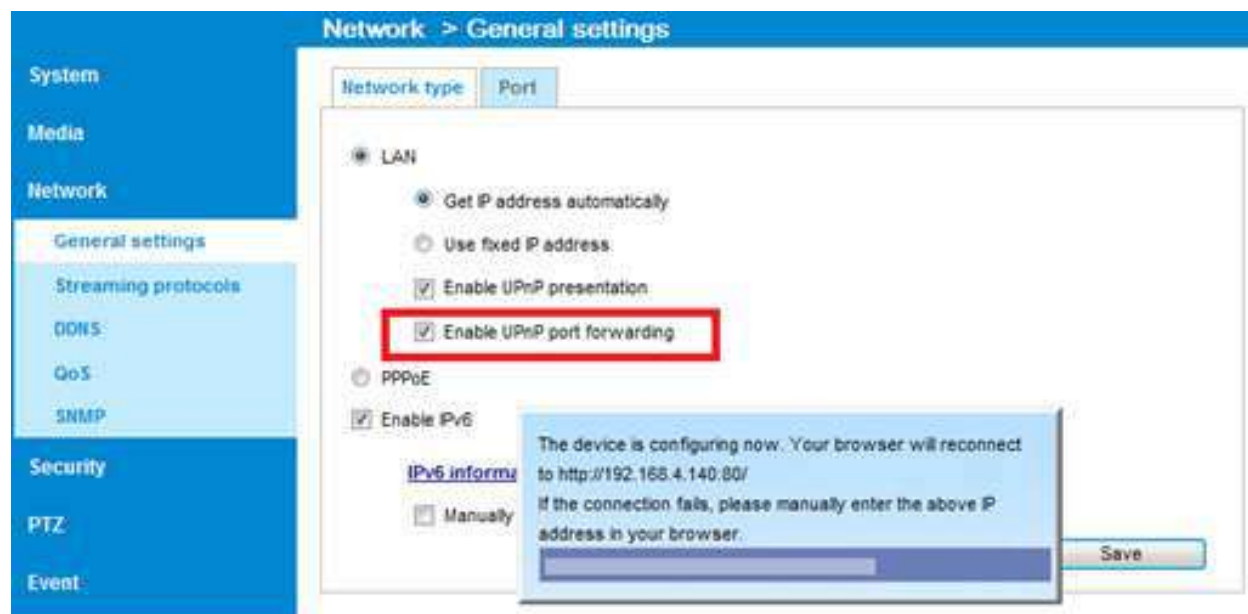 Network > General settings
System
Media
Network
General settings
Streaming protocols
DDNS
QoS
SNMP
Security
PTZ
Event
Network type
Port
LAN
Get IP address automatically
Use fixed IP address
Enable UPnP presentation
Enable UPnP port forwarding
PPPoE
Enable IPv6
IPv6 informa
Manually
The device is configuring now. Your browser will reconnect
to http://192.168.4.140:80/
If the connection fails, please manually enter the above IP
address in your browser.
Save